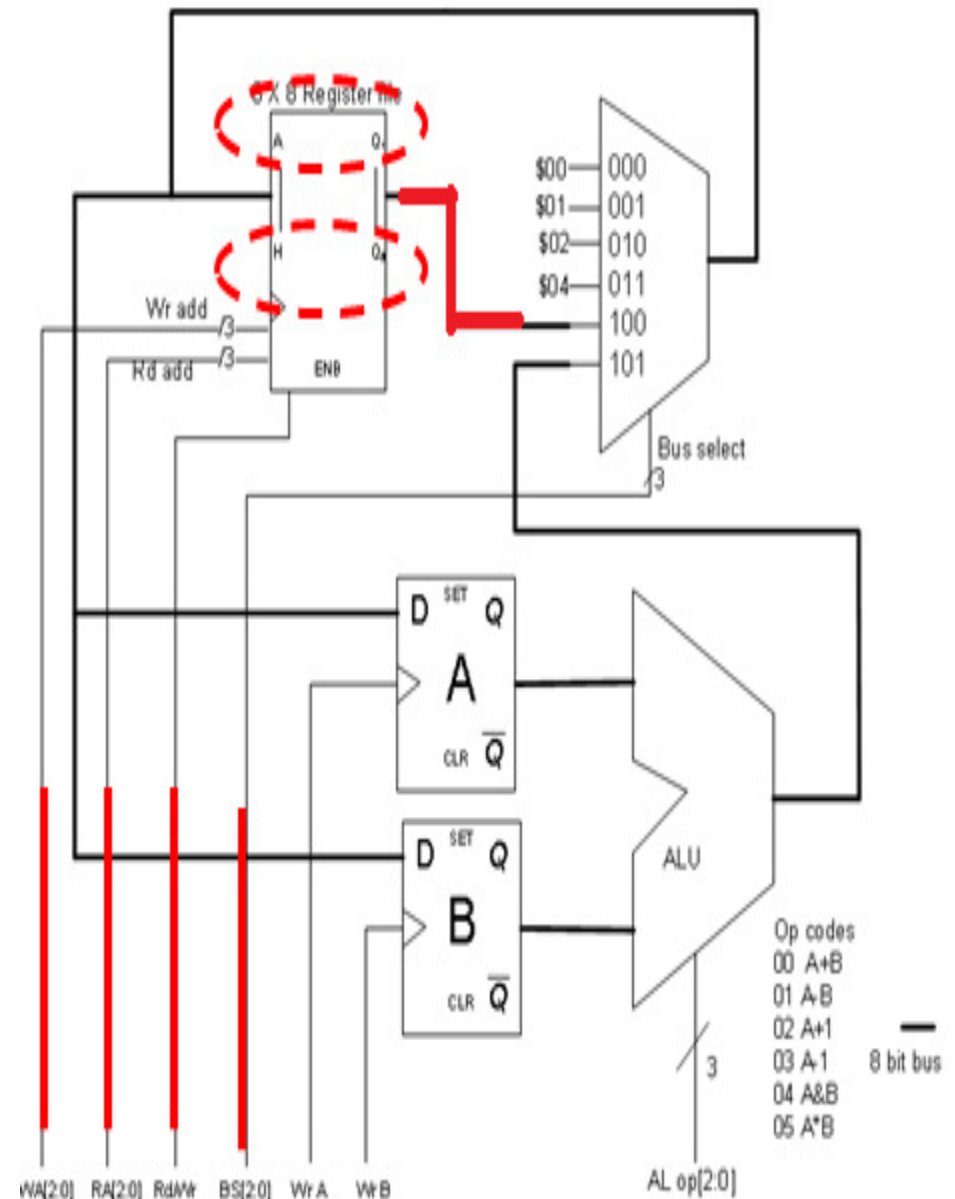 X 8 Register file
A Q
H Q
ENB
Wr add /3
Rd add /3
$00 000
$01 001
$02 010
$04 011
100
101
Bus select
3
D SET Q
A
CLR Q
D SET Q
B
CLR Q
ALU
Op codes
00 A+B
01 A-B
02 A+1
03 A-1
04 A&B
05 A*B
8 bit bus
3
WA[2:0] RA[2:0] Rd/Wr BS[2:0] Wr A Wr B AL op[2:0]